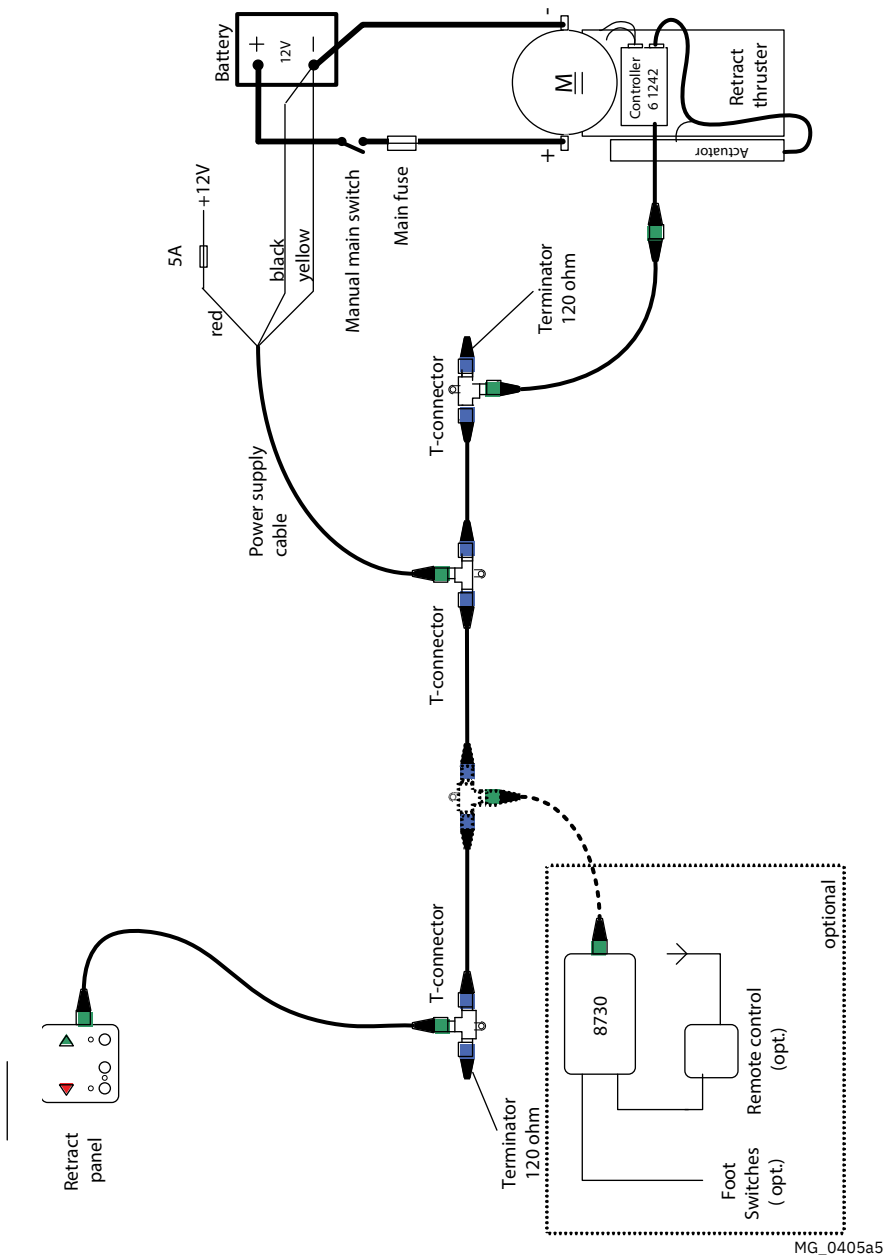 Retract
panel
T-connector
Terminator
120 ohm
8730
Foot
Switches
( opt.)
Remote control
(opt.)
optional
T-connector
Power supply
cable
T-connector
Terminator
120 ohm
red
5A
+12V
black
yellow
Manual main switch
Main fuse
Battery
+
12V
–
+
-
M
Controller
6 1242
Retract
thruster
Actuator
MG_0405a5